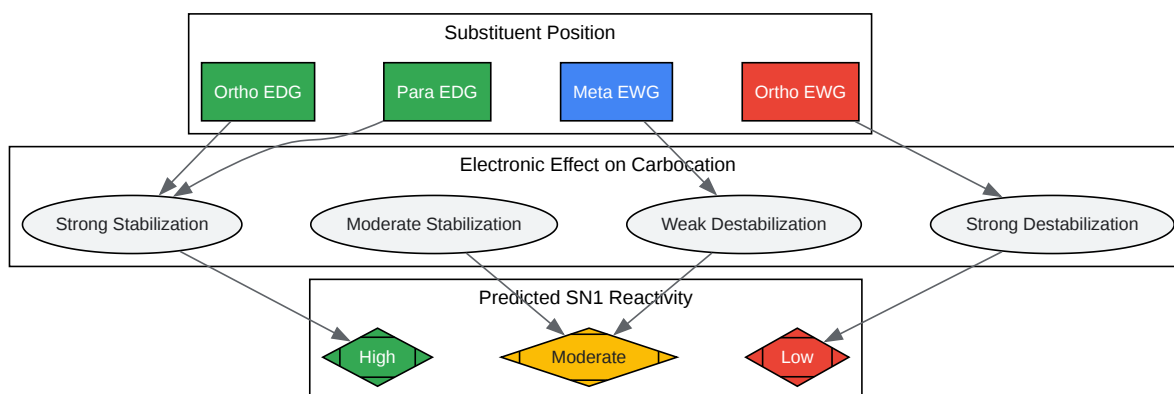 Substituent Position
Ortho EDG
Para EDG
Meta EWG
Ortho EWG
Electronic Effect on Carbocation
Strong Stabilization
Moderate Stabilization
Weak Destabilization
Strong Destabilization
Predicted SN1 Reactivity
High
Moderate
Low